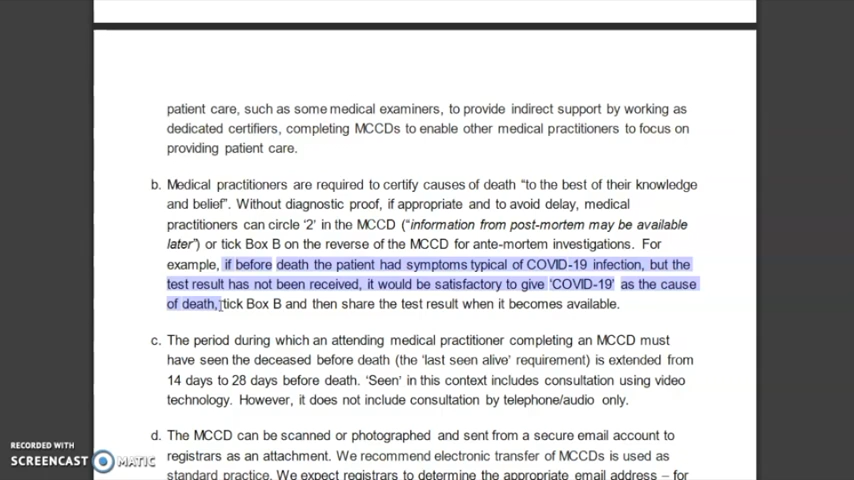 patient care, such as some medical examiners, to provide indirect support by working as
dedicated certifiers, completing MCCDs to enable other medical practitioners to focus on
providing patient care.
b. Medical practitioners are required to certify causes of death “to the best of their knowledge
and belief”. Without diagnostic proof, if appropriate and to avoid delay, medical
practitioners can circle ‘2’ in the MCCD (“information from post-mortem may be available
later”) or tick Box B on the reverse of the MCCD for ante-mortem investigations. For
example, if before death the patient had symptoms typical of COVID-19 infection, but the
test result has not been received, it would be satisfactory to give ‘COVID-19’ as the cause
of death, tick Box B and then share the test result when it becomes available.
c. The period during which an attending medical practitioner completing an MCCD must
have seen the deceased before death (the ‘last seen alive’ requirement) is extended from
14 days to 28 days before death. ‘Seen’ in this context includes consultation using video
technology. However, it does not include consultation by telephone/audio only.
d. The MCCD can be scanned or photographed and sent from a secure email account to
registrars as an attachment. We recommend electronic transfer of MCCDs is used as
standard practice. We expect registrars to determine the appropriate email address – for
RECORDED WITH
SCREENCAST MATIC